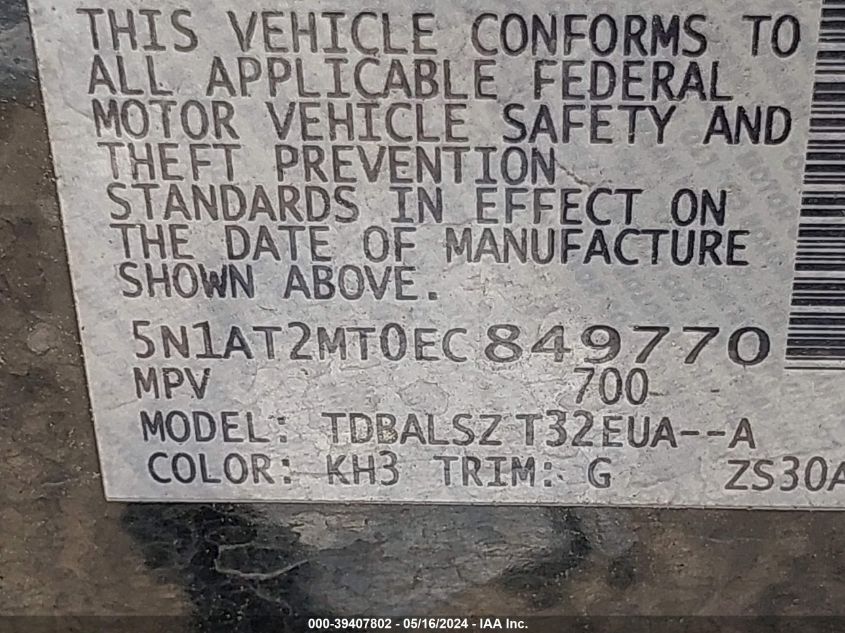 THIS VEHICLE CONFORMS TO
ALL APPLICABLE FEDERAL
MOTOR VEHICLE SAFETY AND
THEFT PREVENTION
STANDARDS IN EFFECT ON
THE DATE OF MANUFACTURE
SHOWN ABOVE.
5N1AT2MT0EC849770
MPV 700
MODEL: TDBALSZ T32EUA--A
COLOR: KH3 TRIM: G ZS30A
000-39407802 - 05/16/2024 - IAA Inc.